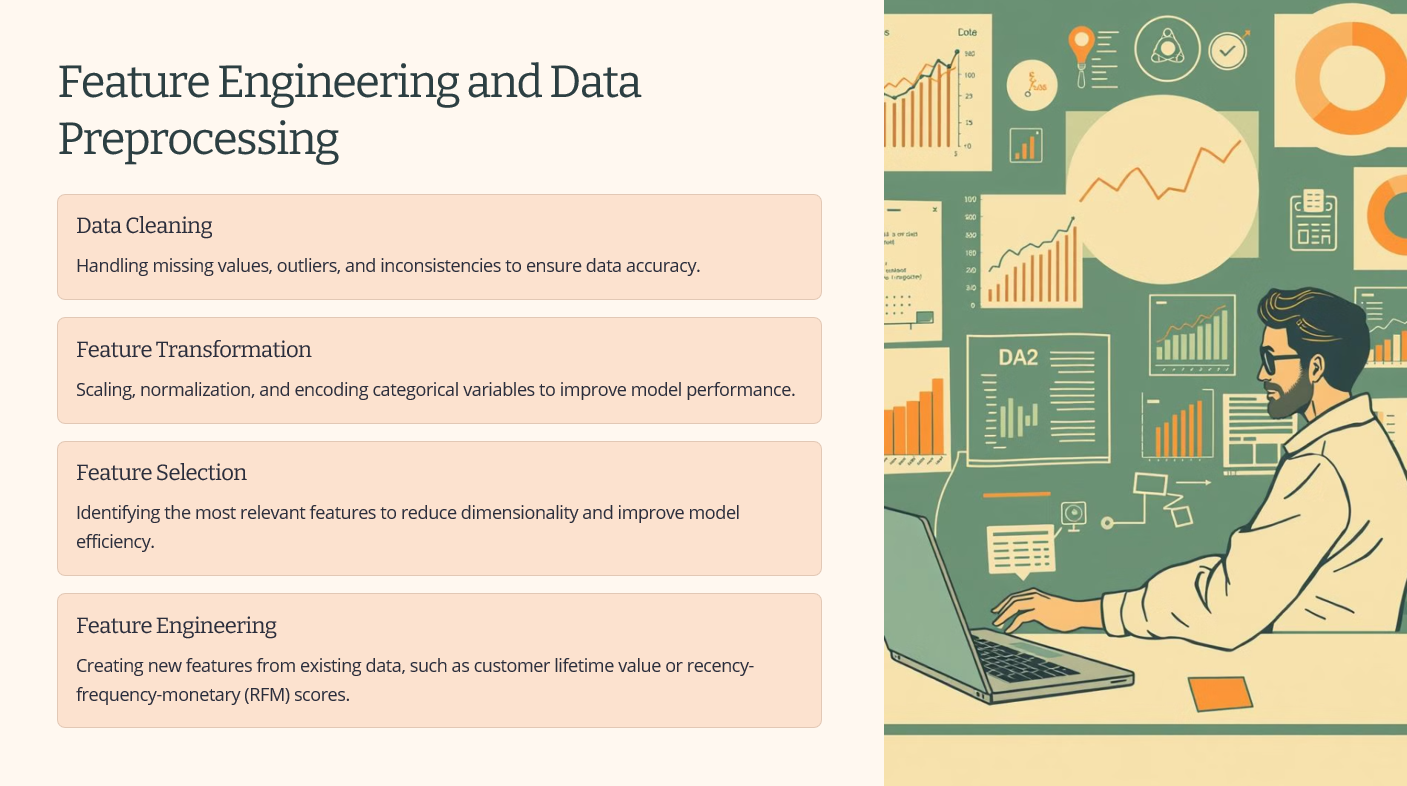 Feature Engineering and Data
Preprocessing
Data Cleaning
Handling missing values, outliers, and inconsistencies to ensure data accuracy.
Feature Transformation
Scaling, normalization, and encoding categorical variables to improve model performance.
Feature Selection
Identifying the most relevant features to reduce dimensionality and improve model
efficiency.
Feature Engineering
Creating new features from existing data, such as customer lifetime value or recency-
frequency-monetary (RFM) scores.
DA2